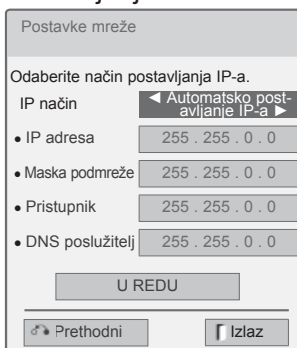 Postavke mreže
Odaberite način postavljanja IP-a.
IP način ◄ Automatsko post-
avljanje IP-a ►
• IP adresa 255 . 255 . 0 . 0
• Maska podmreže 255 . 255 . 0 . 0
• Pristupnik 255 . 255 . 0 . 0
• DNS poslužitelj 255 . 255 . 0 . 0
U REDU
Prethodni Izlaz